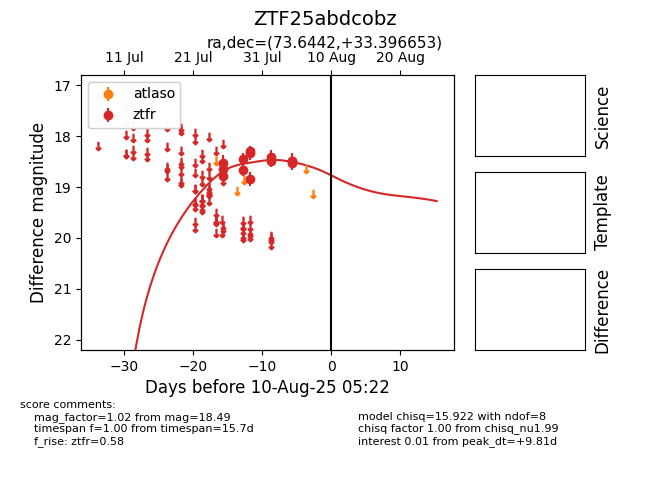 ZTF25abdcobz
ra,dec=(73.6442,+33.396653)
11 Jul 21 Jul 31 Jul 10 Aug 20 Aug
atlaso
ztfr
17
18
19
20
21
22
Difference magnitude
−30 −20 −10 0 10
Days before 10-Aug-25 05:22
Science
Template
Difference
score comments:
mag_factor=1.02 from mag=18.49
timespan f=1.00 from timespan=15.7d
f_rise: ztfr=0.58
model chisq=15.922 with ndof=8
chisq factor 1.00 from chisq_nu1.99
interest 0.01 from peak_dt=+9.81d